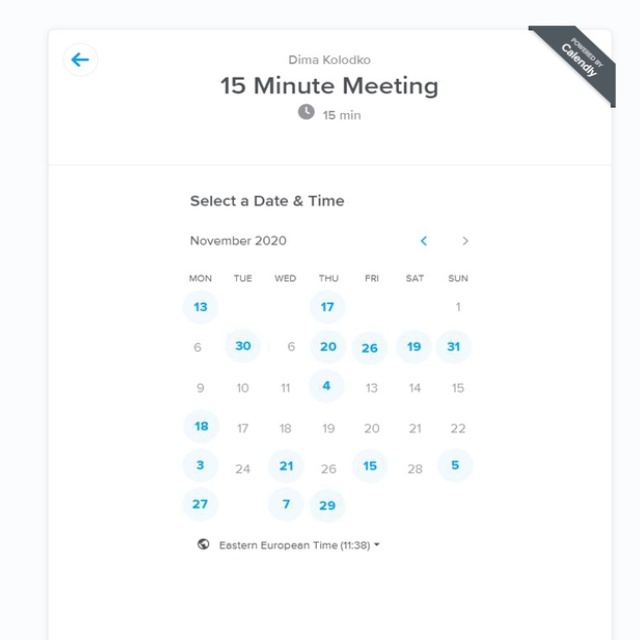 POWERED BY
Calendly
Dima Kolodko
15 Minute Meeting
15 min
Select a Date & Time
November 2020
MON TUE WED THU FRI SAT SUN
13 17 1
6 30 6 20 26 19 31
9 10 11 4 13 14 15
18 17 18 19 20 21 22
3 24 21 26 15 28 5
27 7 29
Eastern European Time (11:38)